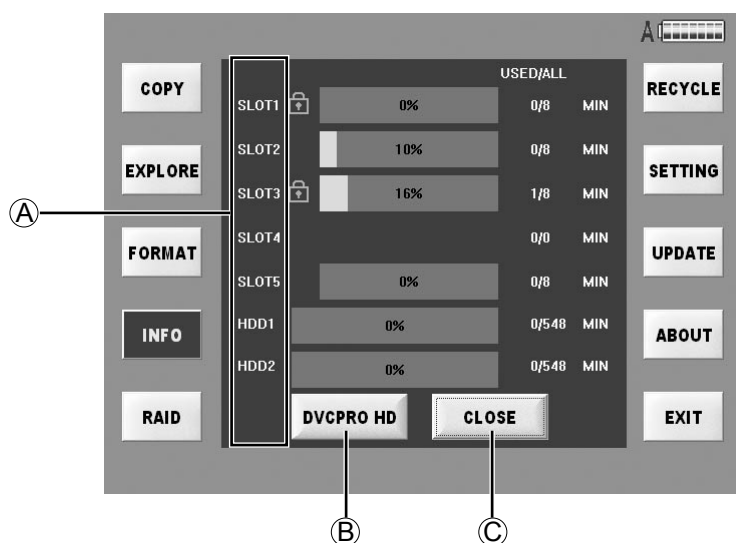 A
USED/ALL
COPY
RECYCLE
SLOT1 0% 0/8 MIN
SLOT2 10% 0/8 MIN
EXPLORE
SETTING
SLOT3 16% 1/8 MIN
A
SLOT4 0/0 MIN
FORMAT
UPDATE
SLOT5 0% 0/8 MIN
HDD1 0% 0/548 MIN
INFO
ABOUT
HDD2 0% 0/548 MIN
RAID
DVCPRO HD
CLOSE
EXIT
B
C